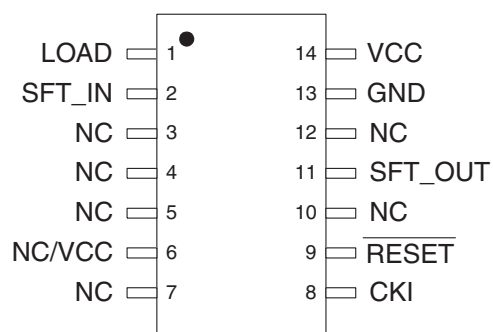 LOAD 1 14 VCC
SFT_IN 2 13 GND
NC 3 12 NC
NC 4 11 SFT_OUT
NC 5 10 NC
NC/VCC 6 9 RESET
NC 7 8 CKI